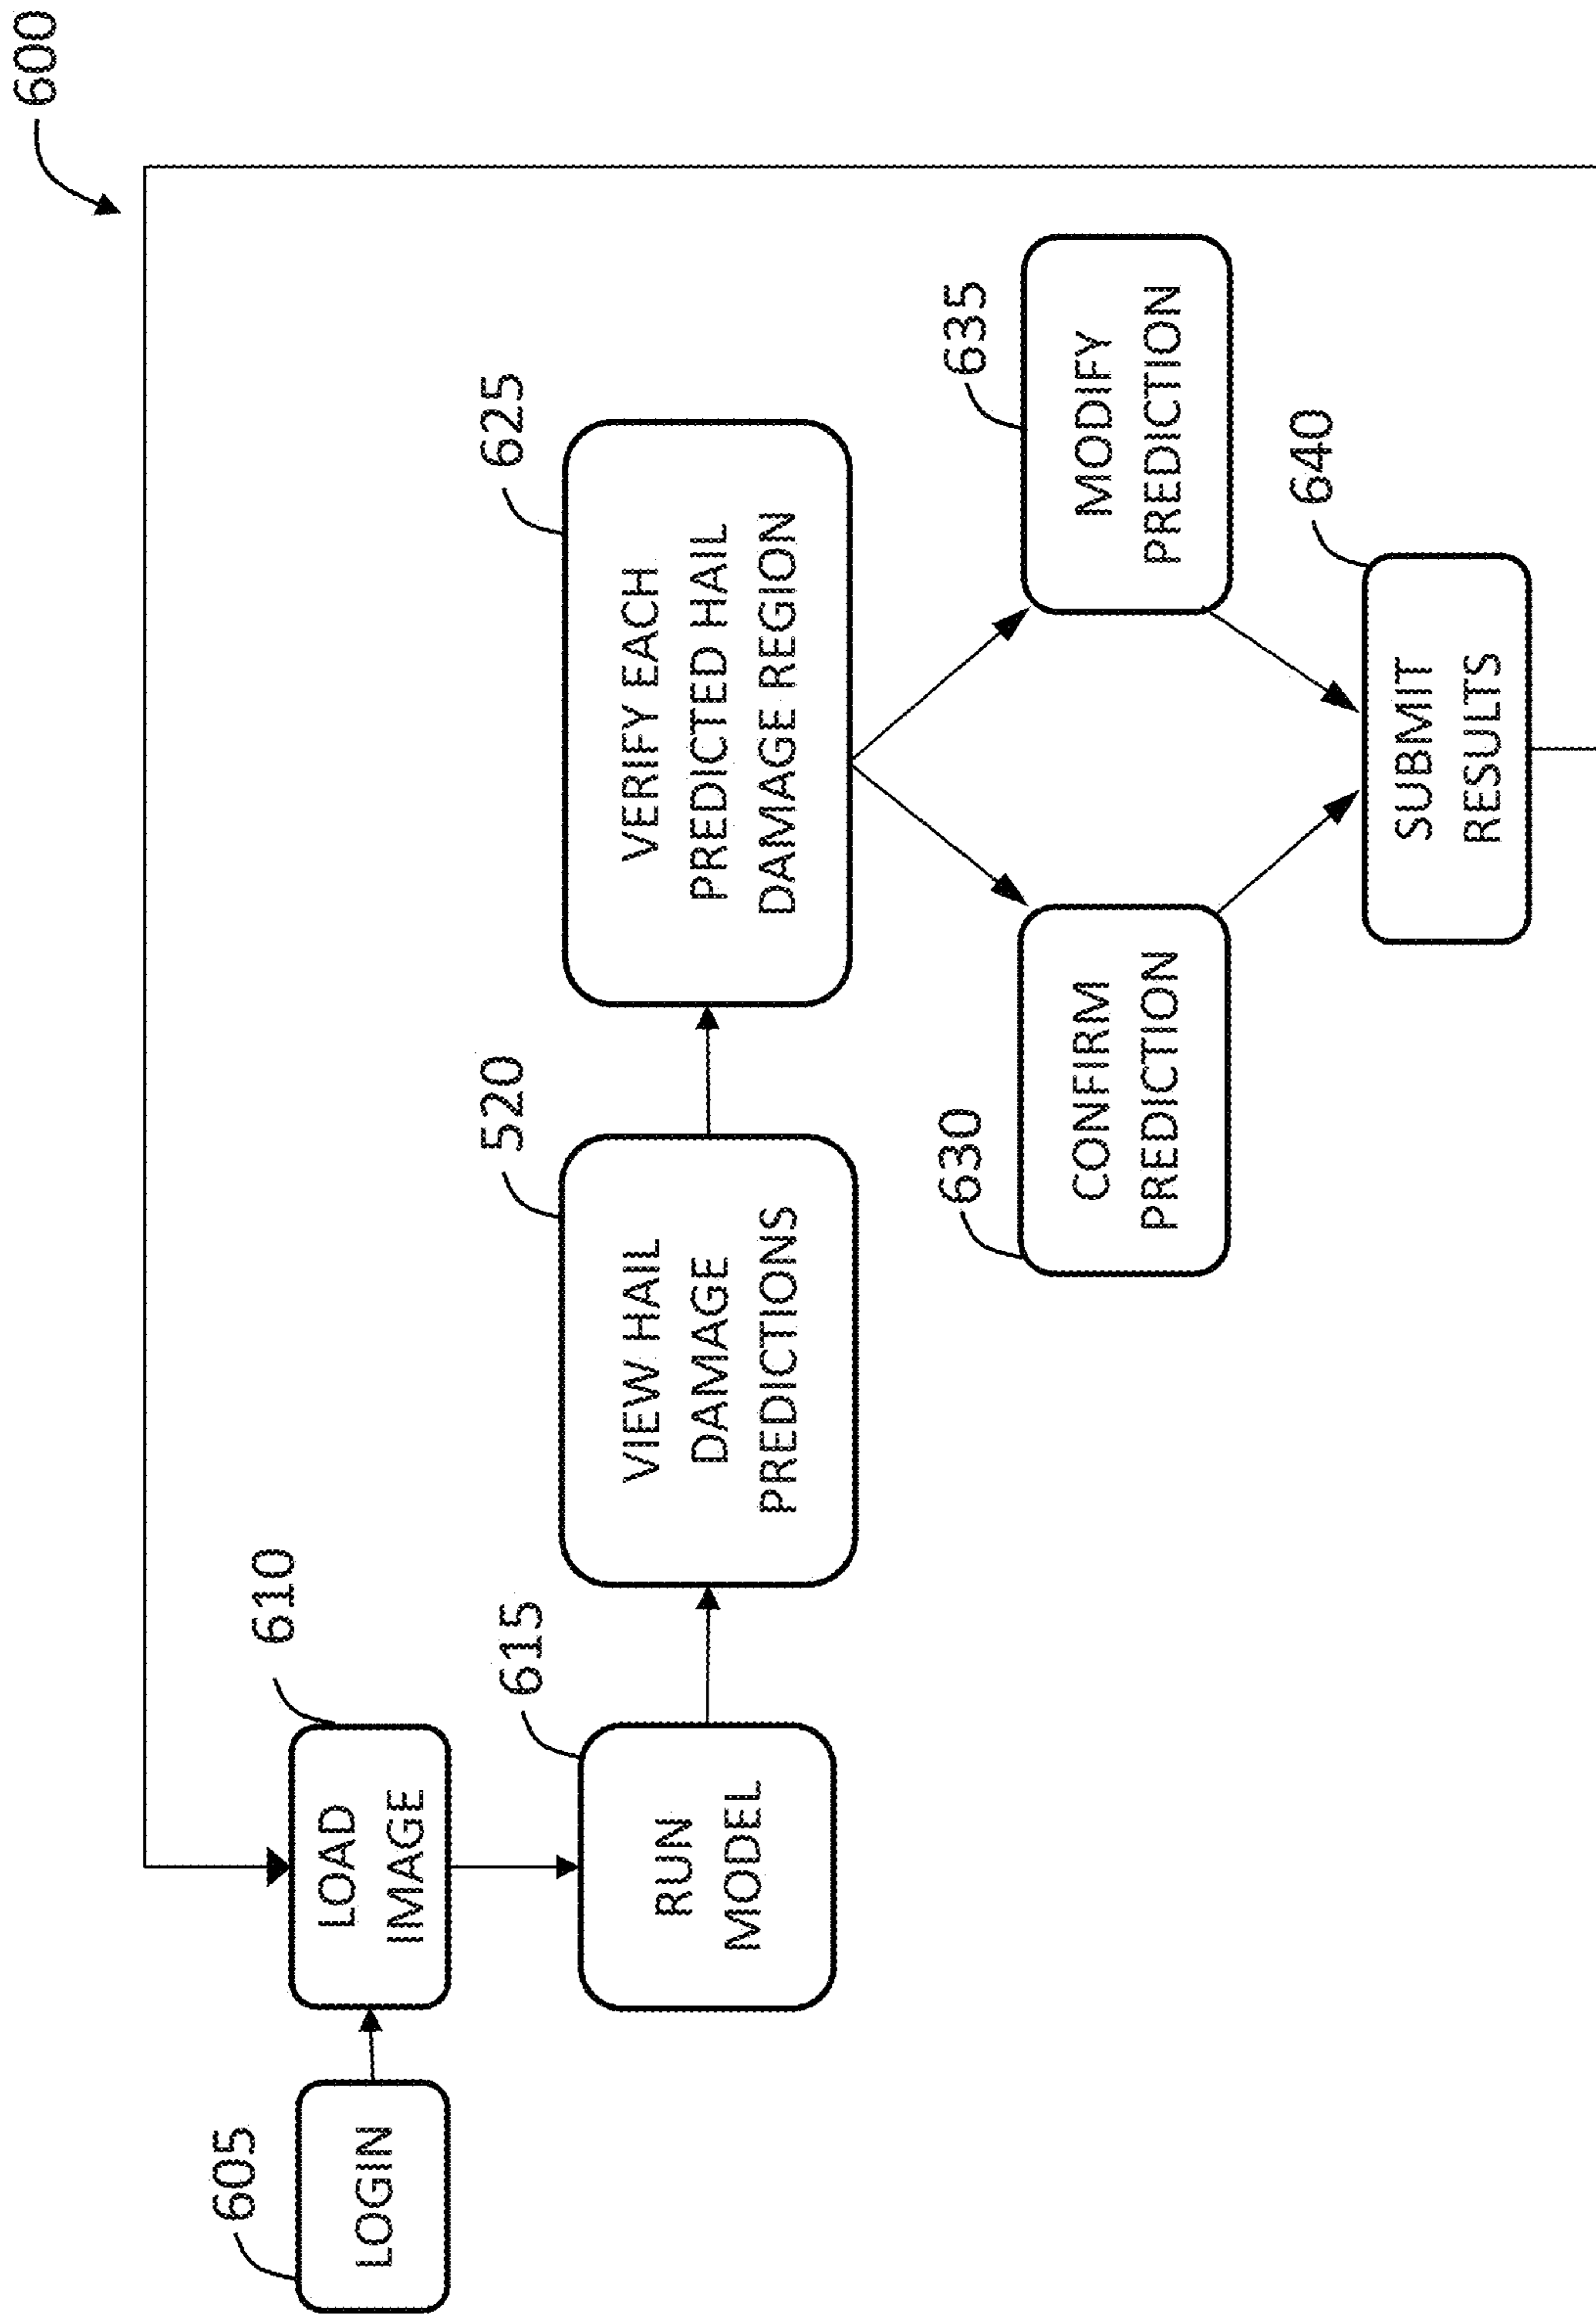 600
605
LOGIN
610
LOAD
IMAGE
615
RUN
MODEL
520
VIEW HAIL
DAMAGE
PREDICTIONS
625
VERIFY EACH
PREDICTED HAIL
DAMAGE REGION
630
CONFIRM
PREDICTION
635
MODIFY
PREDICTION
640
SUBMIT
RESULTS